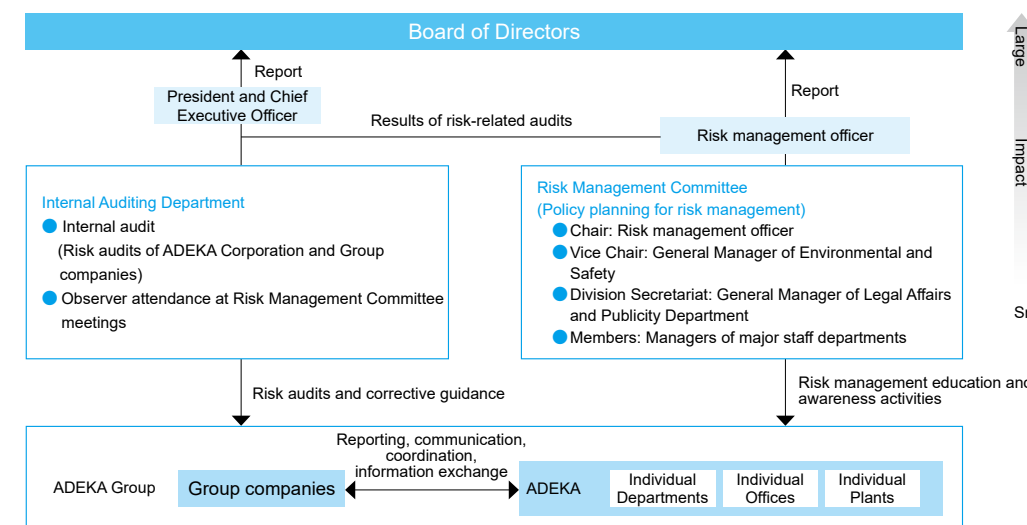 Board of Directors
Report
President and Chief
Executive Officer
Report
Results of risk-related audits
Risk management officer
Internal Auditing Department
Internal audit
(Risk audits of ADEKA Corporation and Group
companies)
Observer attendance at Risk Management Committee
meetings
Risk Management Committee
(Policy planning for risk management)
Chair: Risk management officer
Vice Chair: General Manager of Environmental and
Safety
Division Secretariat: General Manager of Legal Affairs
and Publicity Department
Members: Managers of major staff departments
Risk audits and corrective guidance
Risk management education and
awareness activities
ADEKA Group
Group companies
Reporting, communication,
coordination,
information exchange
ADEKA
Individual
Departments
Individual
Offices
Individual
Plants
Large
Impact